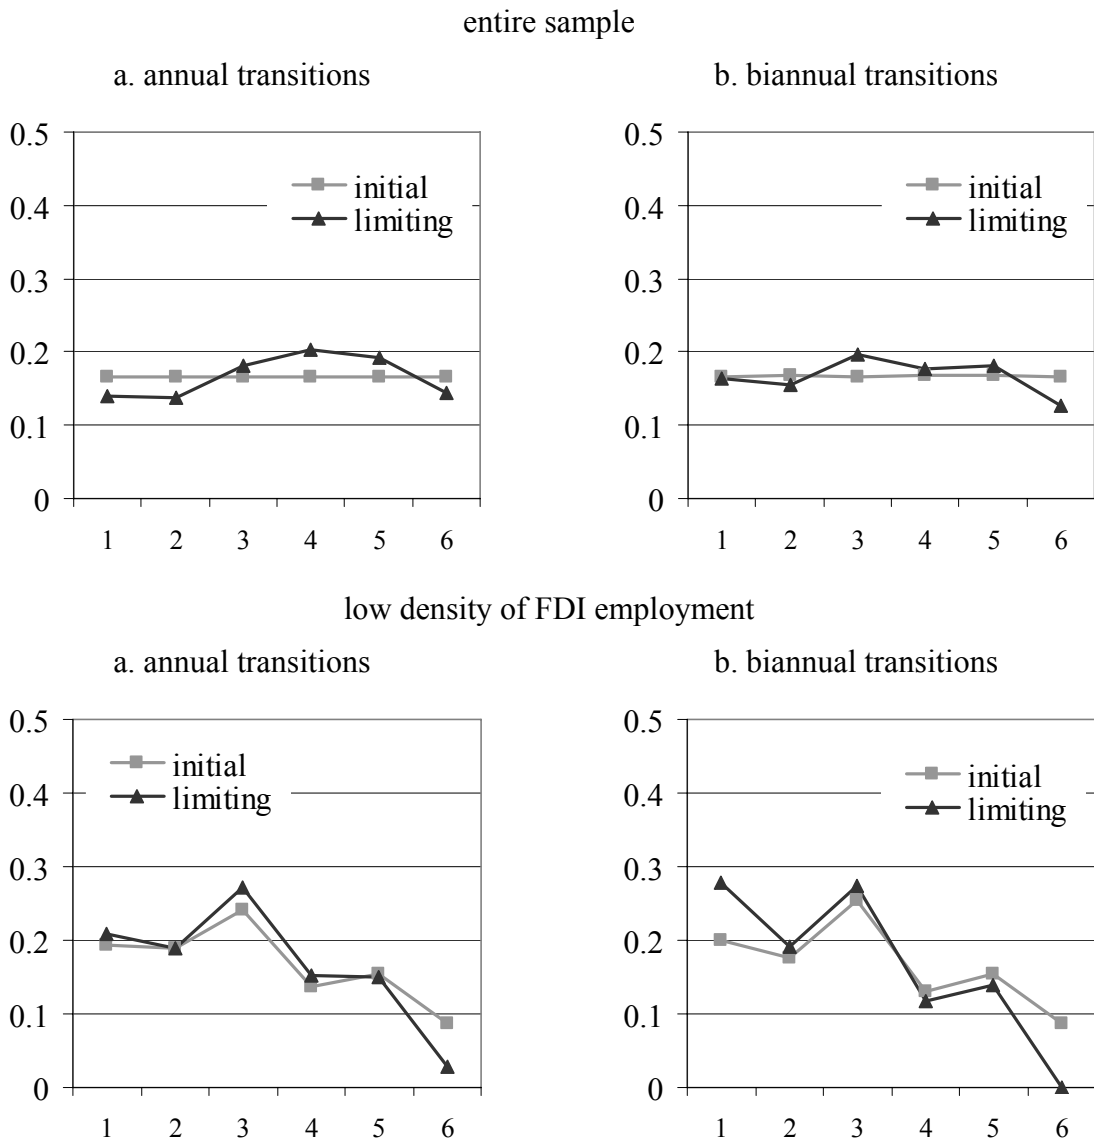 entire sample
a. annual transitions
b. biannual transitions
0.5
0.4
0.3
0.2
0.1
0
initial
limiting
1 2 3 4 5 6
0.5
0.4
0.3
0.2
0.1
0
initial
limiting
1 2 3 4 5 6
low density of FDI employment
a. annual transitions
b. biannual transitions
0.5
0.4
0.3
0.2
0.1
0
initial
limiting
1 2 3 4 5 6
0.5
0.4
0.3
0.2
0.1
0
initial
limiting
1 2 3 4 5 6